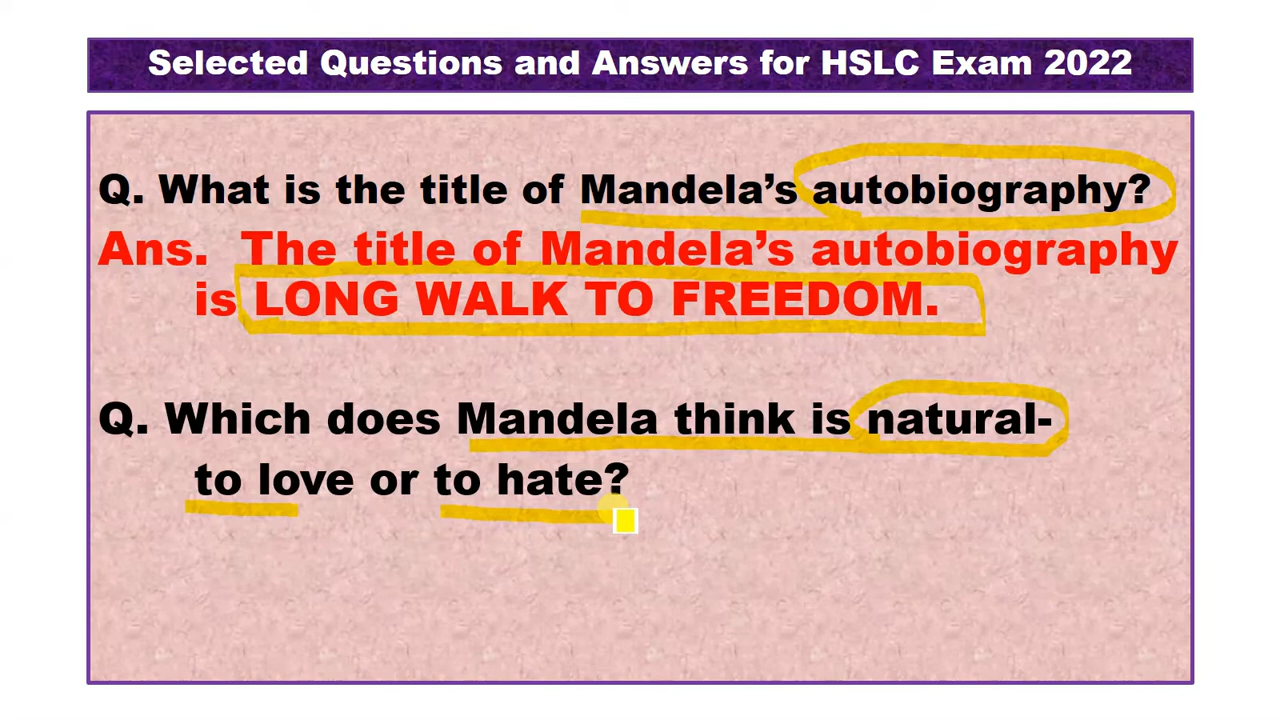 Selected Questions and Answers for HSLC Exam 2022
Q. What is the title of Mandela’s autobiography?
Ans. The title of Mandela’s autobiography
is LONG WALK TO FREEDOM.
Q. Which does Mandela think is natural-
to love or to hate?